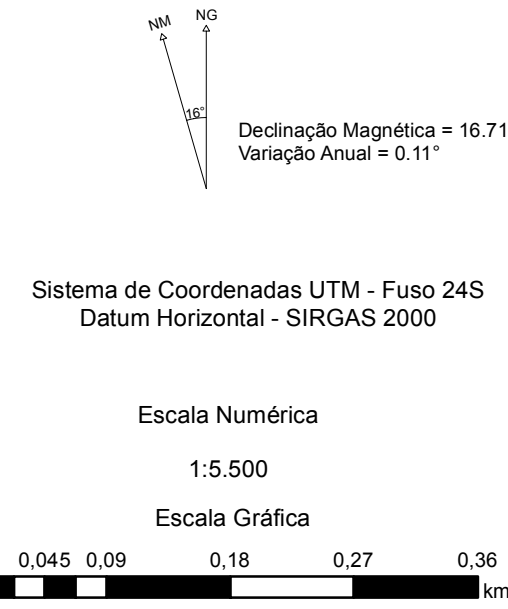 NM NG
16°
Declinação Magnética = 16.71
Variação Anual = 0.11°
Sistema de Coordenadas UTM - Fuso 24S
Datum Horizontal - SIRGAS 2000
Escala Numérica
1:5.500
Escala Gráfica
0,045 0,09 0,18 0,27 0,36
km